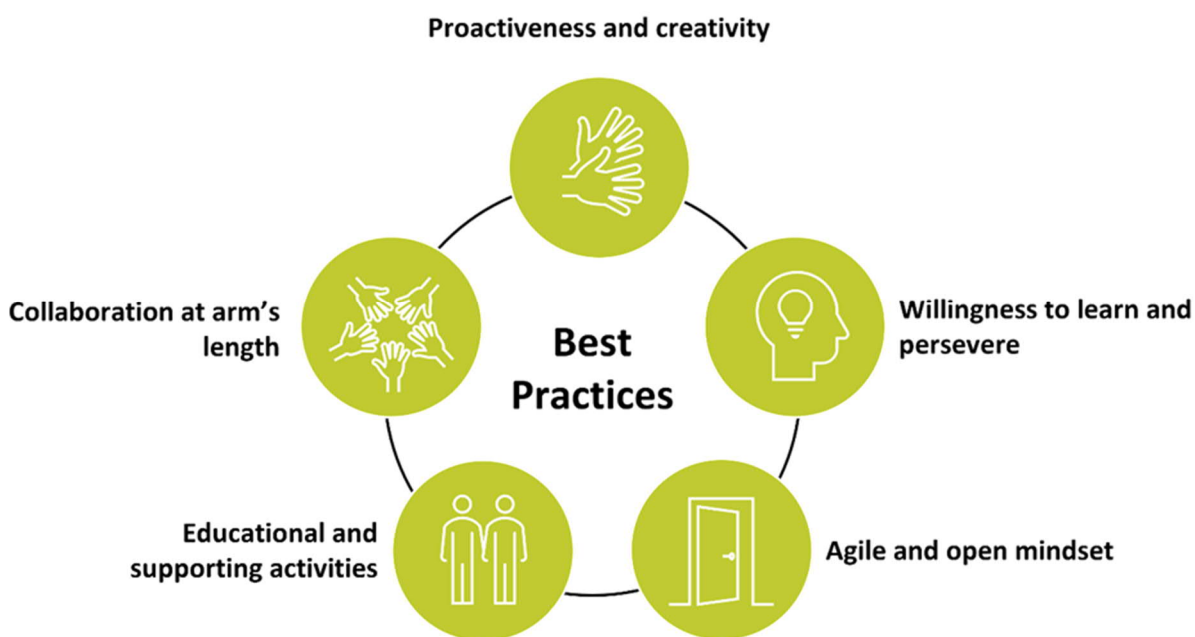 Proactiveness and creativity
Collaboration at arm’s
length
Willingness to learn and
persevere
Best
Practices
Educational and
supporting activities
Agile and open mindset